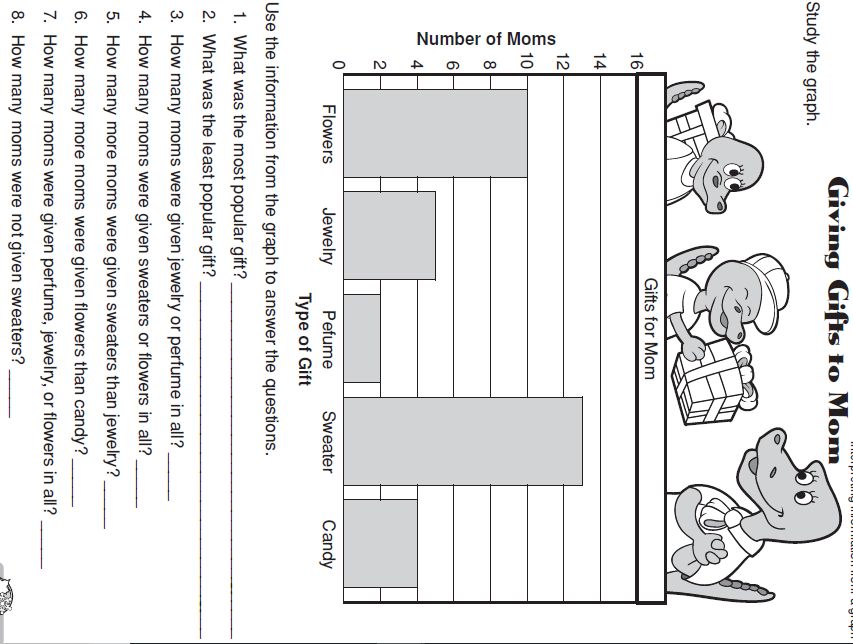 Giving Gifts to Mom
Study the graph.
Gifts for Mom
Number of Moms
16
14
12
10
8
6
4
2
0
Flowers
Jewelry
Pefume
Sweater
Candy
Type of Gift
Use the information from the graph to answer the questions.
1. What was the most popular gift?
2. What was the least popular gift?
3. How many moms were given jewelry or perfume in all?
4. How many moms were given sweaters or flowers in all?
5. How many more moms were given sweaters than jewelry?
6. How many more moms were given flowers than candy?
7. How many moms were given perfume, jewelry, or flowers in all?
8. How many moms were not given sweaters?